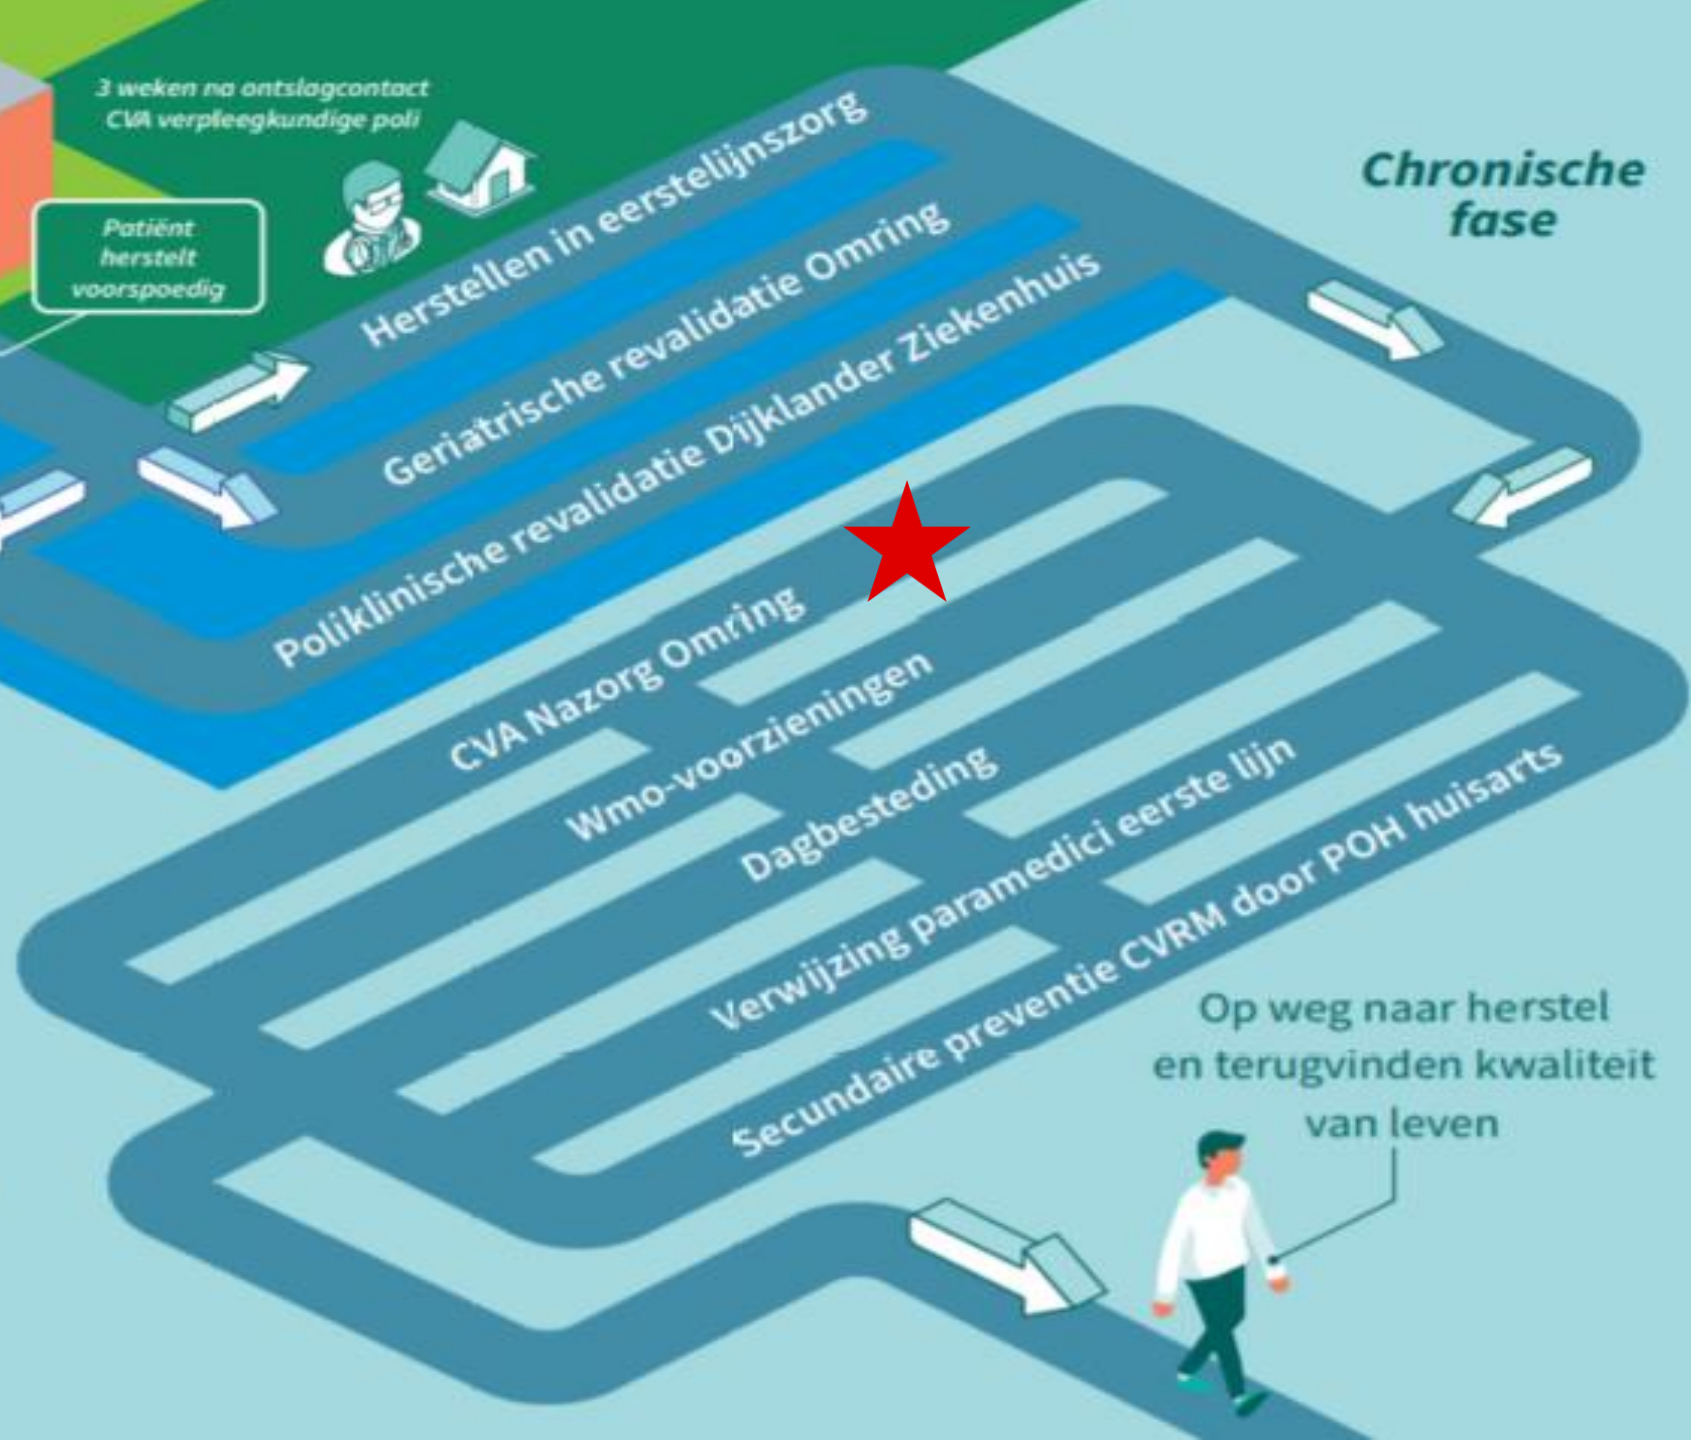 3 weken na ontslagcontact
CVA verpleegkundige poli
Patiënt
herstelt
voorspoedig
Herstellen in eerstelijnszorg
Geriatrische revalidatie Omring
Poliklinische revalidatie Dijklander Ziekenhuis
Chronische
fase
CVA Nazorg Omring
Wmo-voorzieningen
Dagbesteding
Verwijzing paramedici eerste lijn
Secundaire preventie CVRM door POH huisarts
Op weg naar herstel
en terugvinden kwaliteit
van leven